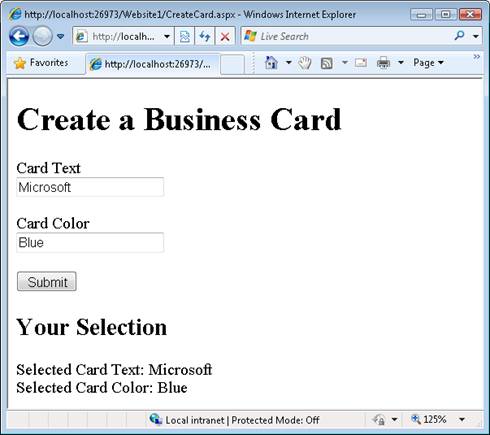 http://localhost:26973/Website1/CreateCard.aspx - Windows Internet Explorer
http://localh...
Live Search
Favorites
http://localhost:26973/...
Page
Create a Business Card
Card Text
Microsoft
Card Color
Blue
Submit
Your Selection
Selected Card Text: Microsoft
Selected Card Color: Blue
Local intranet | Protected Mode: Off
125%